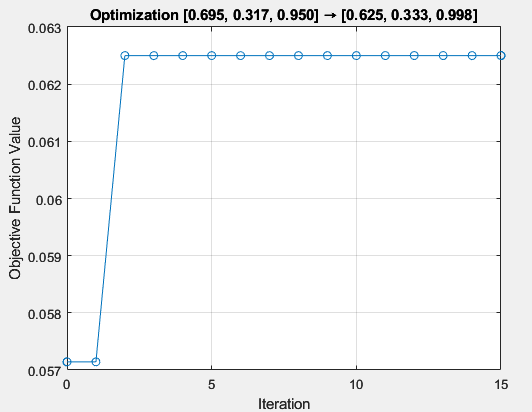 Optimization [0.695, 0.317, 0.950] → [0.625, 0.333, 0.998]
0.063
0.062
0.061
0.06
0.059
0.058
0.057
Objective Function Value
0 5 10 15
Iteration